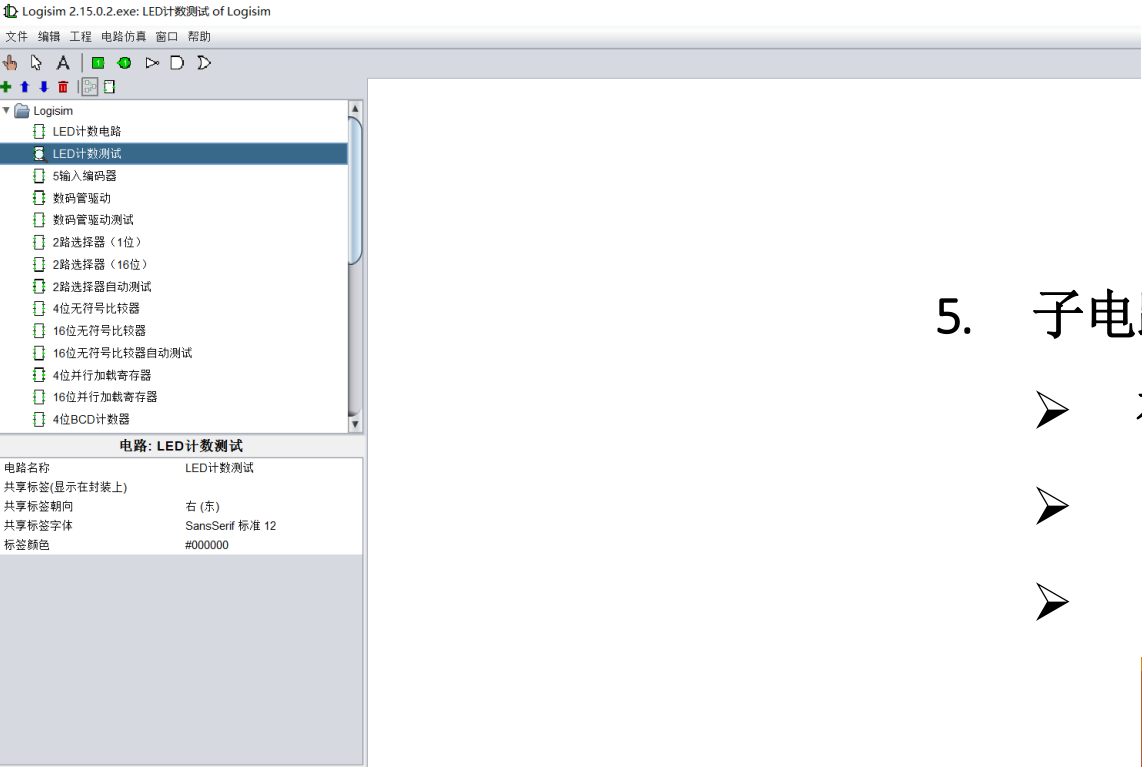 Logisim 2.15.0.2.exe: LED计数测试 of Logisim
文件 编辑 工程 电路仿真 窗口 帮助
Logisim
LED计数电路
LED计数测试
5输入编码器
数码管驱动
数码管驱动测试
2路选择器（1位）
2路选择器（16位）
2路选择器自动测试
4位无符号比较器
16位无符号比较器
16位无符号比较器自动测试
4位并行加载寄存器
16位并行加载寄存器
4位BCD计数器
电路: LED计数测试
电路名称 LED计数测试
共享标签(显示在封装上)
共享标签朝向 右 (东)
共享标签字体 SansSerif 标准 12
标签颜色 #000000
5. 子电